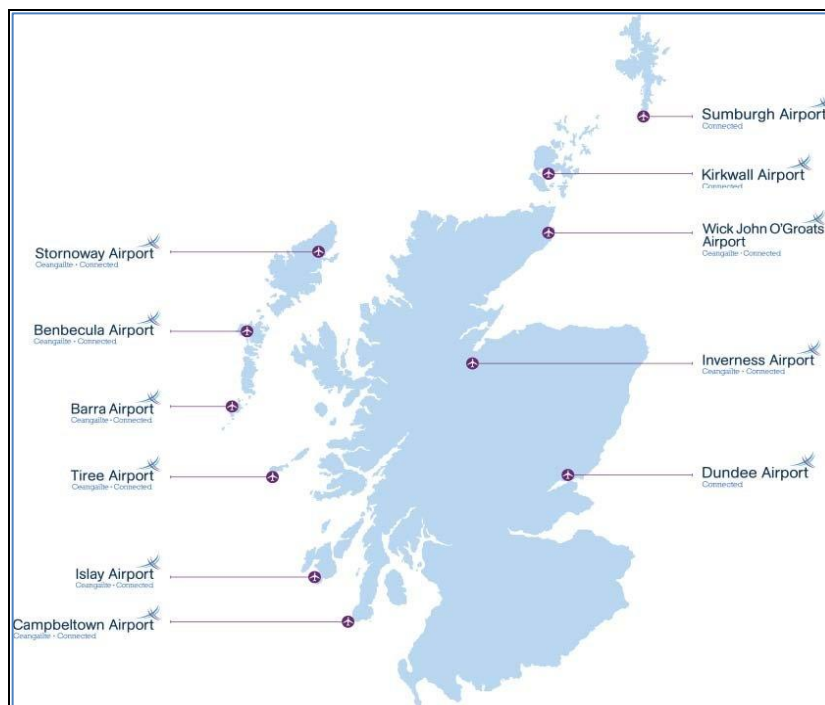 Sumburgh Airport
Connected
Kirkwall Airport
Connected
Wick John O'Groats
Airport
Ceangailte · Connected
Stornoway Airport
Ceangailte · Connected
Benbecula Airport
Ceangailte · Connected
Inverness Airport
Ceangailte · Connected
Barra Airport
Ceangailte · Connected
Tiree Airport
Ceangailte · Connected
Dundee Airport
Connected
Islay Airport
Ceangailte · Connected
Campbeltown Airport
Ceangailte · Connected